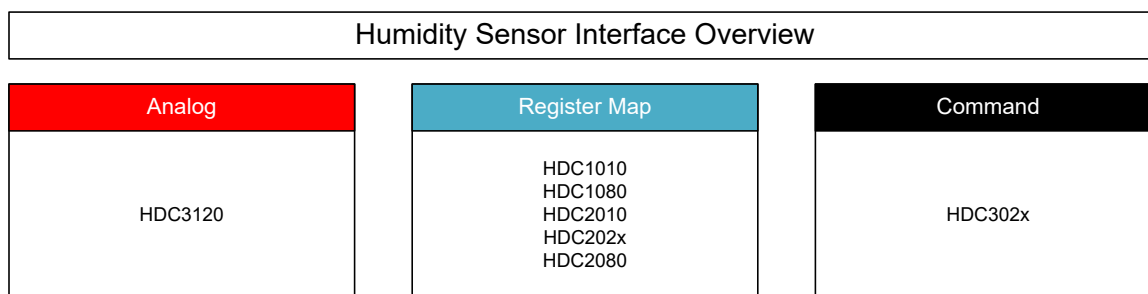 Humidity Sensor Interface Overview
Analog
HDC3120
Register Map
HDC1010
HDC1080
HDC2010
HDC202x
HDC2080
Command
HDC302x